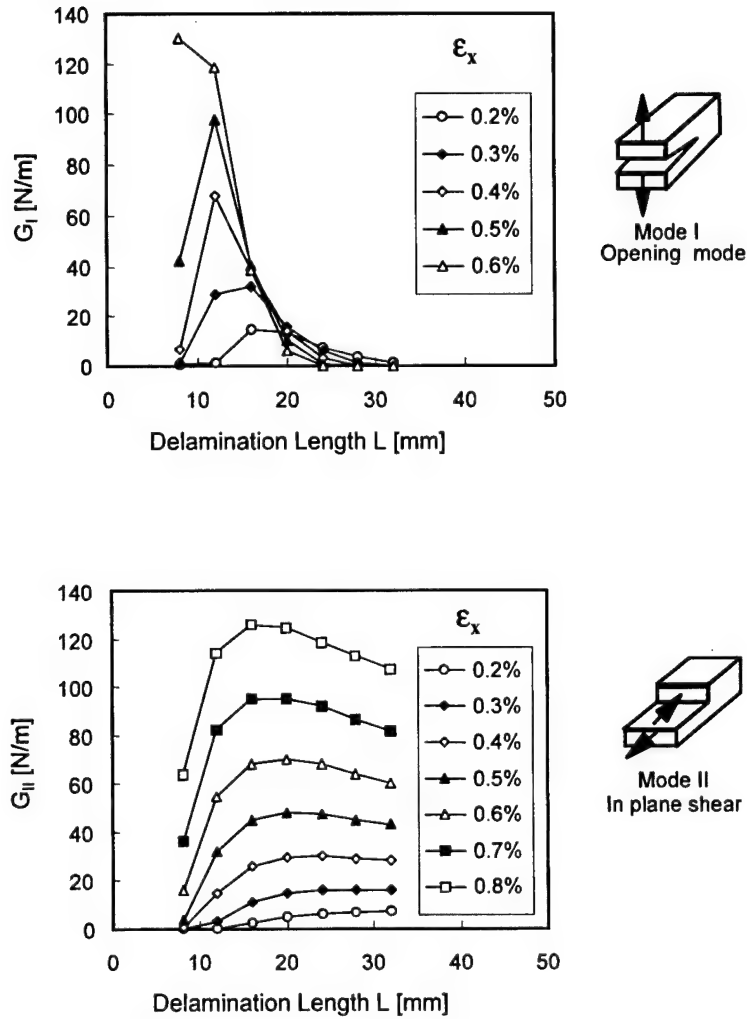 140
120
100
80
60
40
20
0
G_I [N/m]
ε_x
0.2%
0.3%
0.4%
0.5%
0.6%
0 10 20 30 40 50
Delamination Length L [mm]
Mode I
Opening mode
140
120
100
80
60
40
20
0
G_II [N/m]
ε_x
0.2%
0.3%
0.4%
0.5%
0.6%
0.7%
0.8%
0 10 20 30 40 50
Delamination Length L [mm]
Mode II
In plane shear